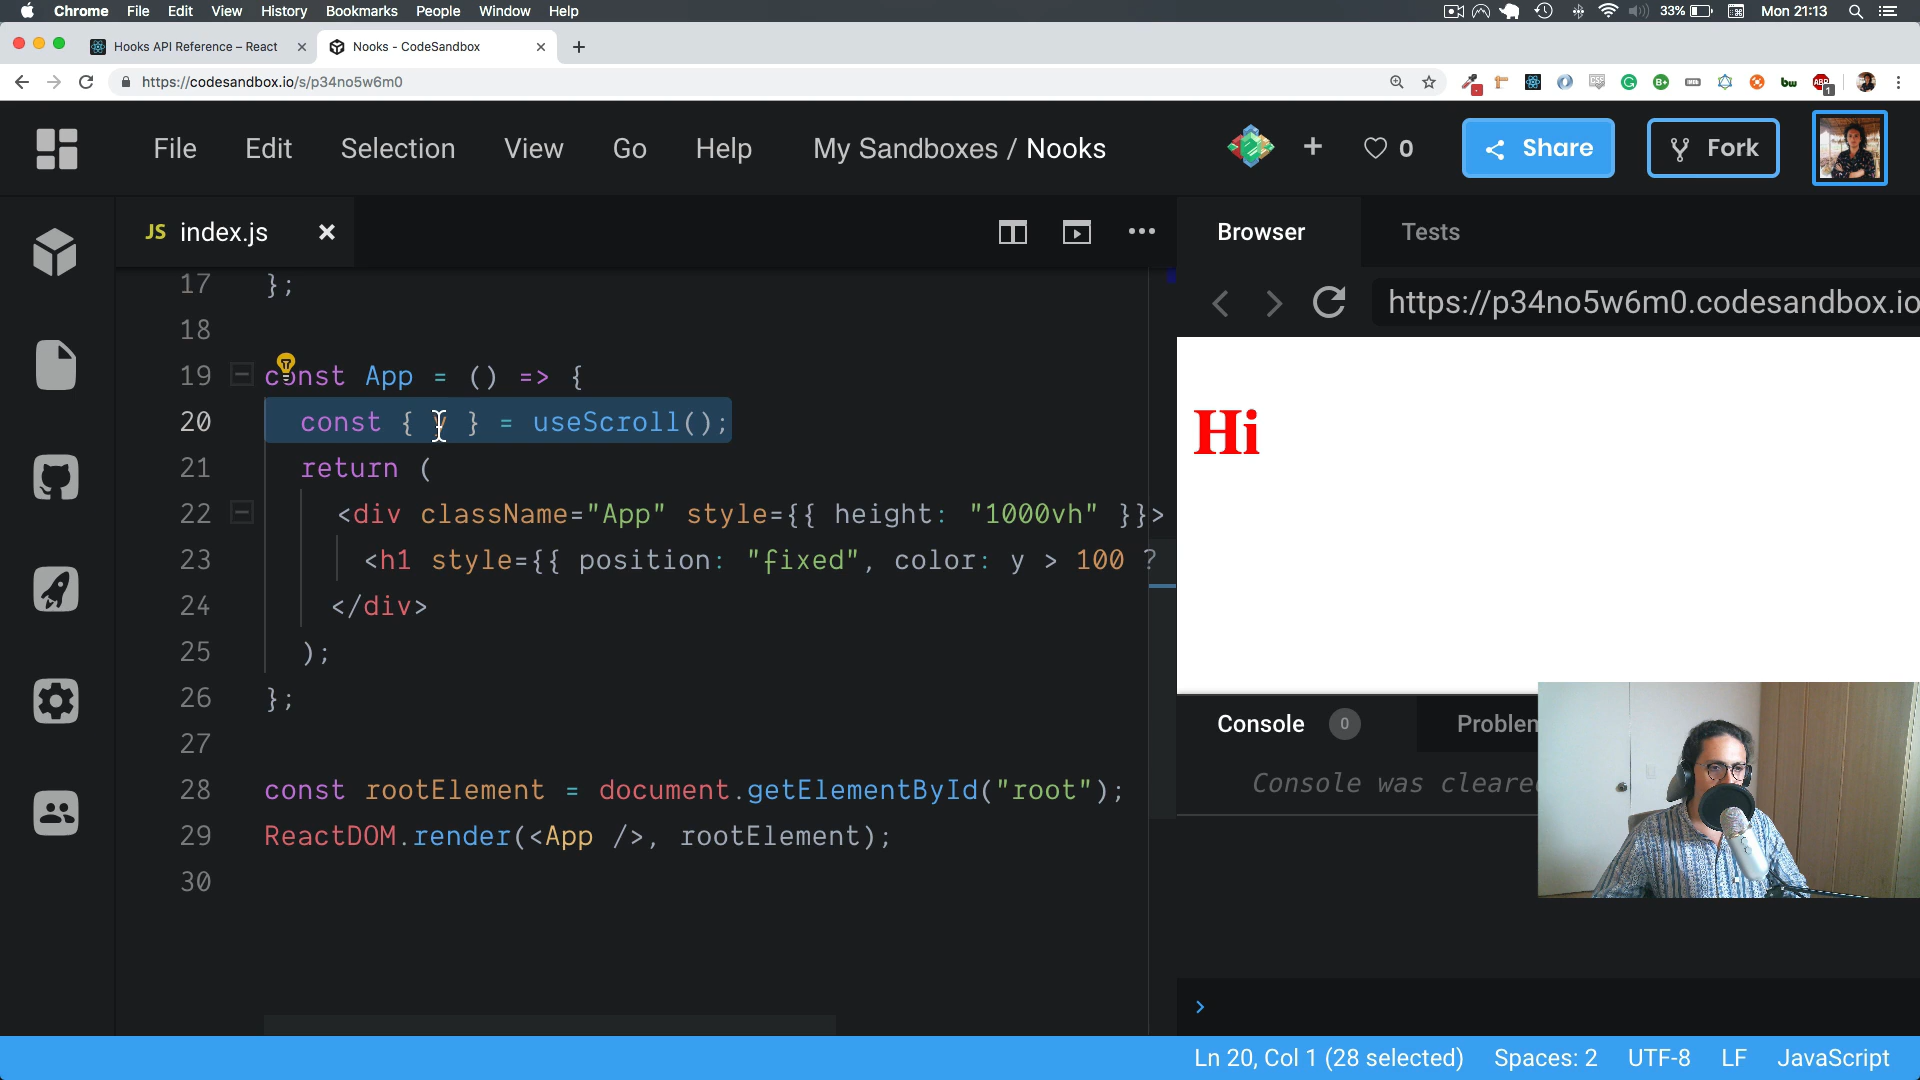 Chrome File Edit View History Bookmarks People Window Help 33% Mon 21:13
Hooks API Reference – React Nooks - CodeSandbox
https://codesandbox.io/s/p34no5w6m0
File Edit Selection View Go Help My Sandboxes / Nooks 0 Share Fork
JS index.js
Browser Tests
https://p34no5w6m0.codesandbox.io
17 };
18
19 const App = () => {
20 const { y } = useScroll();
21 return (
22 <div className="App" style={{ height: "1000vh" }}>
23 <h1 style={{ position: "fixed", color: y > 100 ?
24 </div>
25 );
26 };
27
28 const rootElement = document.getElementById("root");
29 ReactDOM.render(<App />, rootElement);
30
Hi
Console 0 Problem
Console was cleared
Ln 20, Col 1 (28 selected) Spaces: 2 UTF-8 LF JavaScript